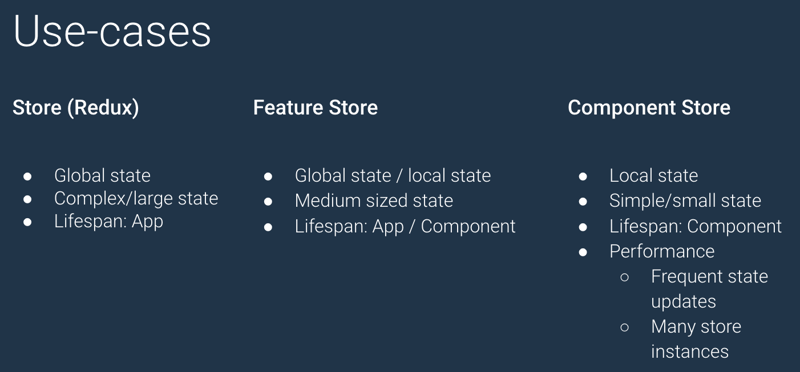 Use-cases
Store (Redux)
● Global state
● Complex/large state
● Lifespan: App
Feature Store
● Global state / local state
● Medium sized state
● Lifespan: App / Component
Component Store
● Local state
● Simple/small state
● Lifespan: Component
● Performance
○ Frequent state
updates
○ Many store
instances